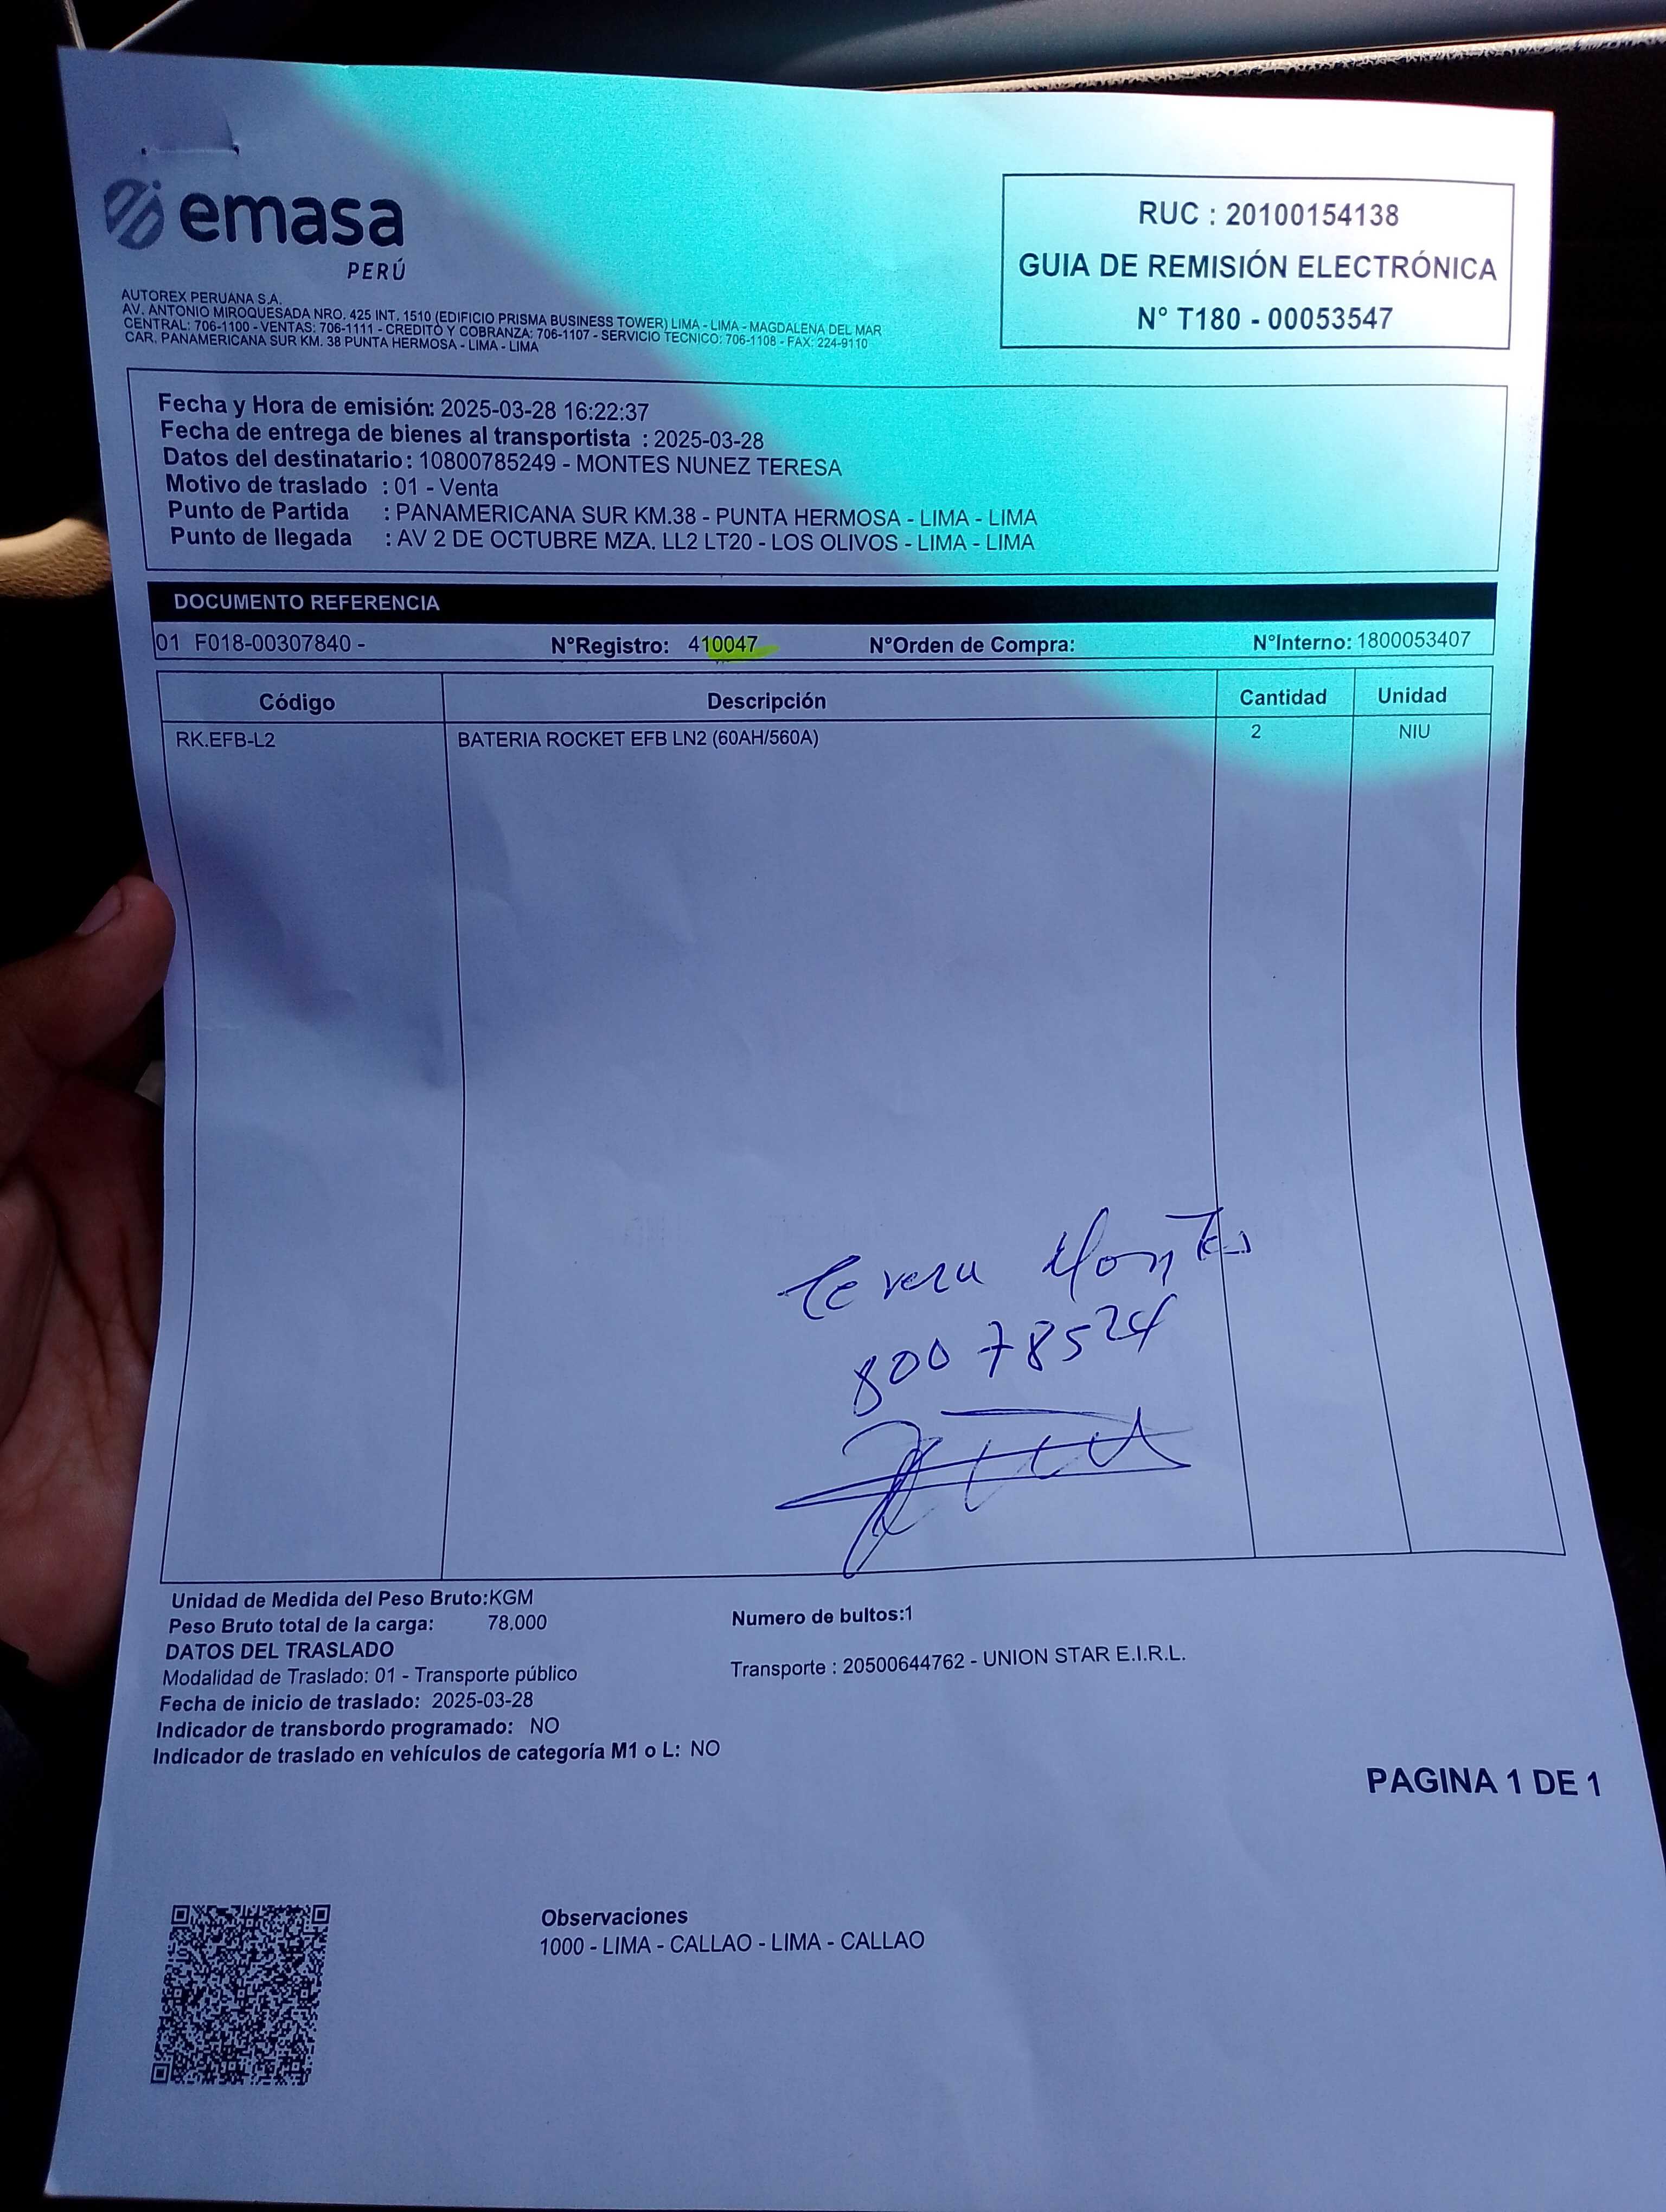 emasa
PERÚ
AUTOREX PERUANA S.A.
AV. ANTONIO MIROQUESADA NRO. 425 INT. 1510 (EDIFICIO PRISMA BUSINESS TOWER) LIMA - LIMA - MAGDALENA DEL MAR
CENTRAL: 706-1100 - VENTAS: 706-1111 - CREDITO Y COBRANZA: 706-1107 - SERVICIO TECNICO: 706-1108 - FAX: 224-9110
CAR. PANAMERICANA SUR KM. 38 PUNTA HERMOSA - LIMA - LIMA
RUC : 20100154138
GUIA DE REMISIÓN ELECTRÓNICA
N° T180 - 00053547
Fecha y Hora de emisión: 2025-03-28 16:22:37
Fecha de entrega de bienes al transportista : 2025-03-28
Datos del destinatario: 10800785249 - MONTES NUNEZ TERESA
Motivo de traslado : 01 - Venta
Punto de Partida : PANAMERICANA SUR KM.38 - PUNTA HERMOSA - LIMA - LIMA
Punto de llegada : AV 2 DE OCTUBRE MZA. LL2 LT20 - LOS OLIVOS - LIMA - LIMA
DOCUMENTO REFERENCIA
01 F018-00307840 - N°Registro: 410047 N°Orden de Compra: N°Interno: 1800053407
Código Descripción Cantidad Unidad
RK.EFB-L2 BATERIA ROCKET EFB LN2 (60AH/560A) 2 NIU
Montes
80078524
Unidad de Medida del Peso Bruto:KGM
Peso Bruto total de la carga: 78.000 Numero de bultos:1
DATOS DEL TRASLADO
Modalidad de Traslado: 01 - Transporte público Transporte : 20500644762 - UNION STAR E.I.R.L.
Fecha de inicio de traslado: 2025-03-28
Indicador de transbordo programado: NO
Indicador de traslado en vehículos de categoría M1 o L: NO
PAGINA 1 DE 1
Observaciones
1000 - LIMA - CALLAO - LIMA - CALLAO